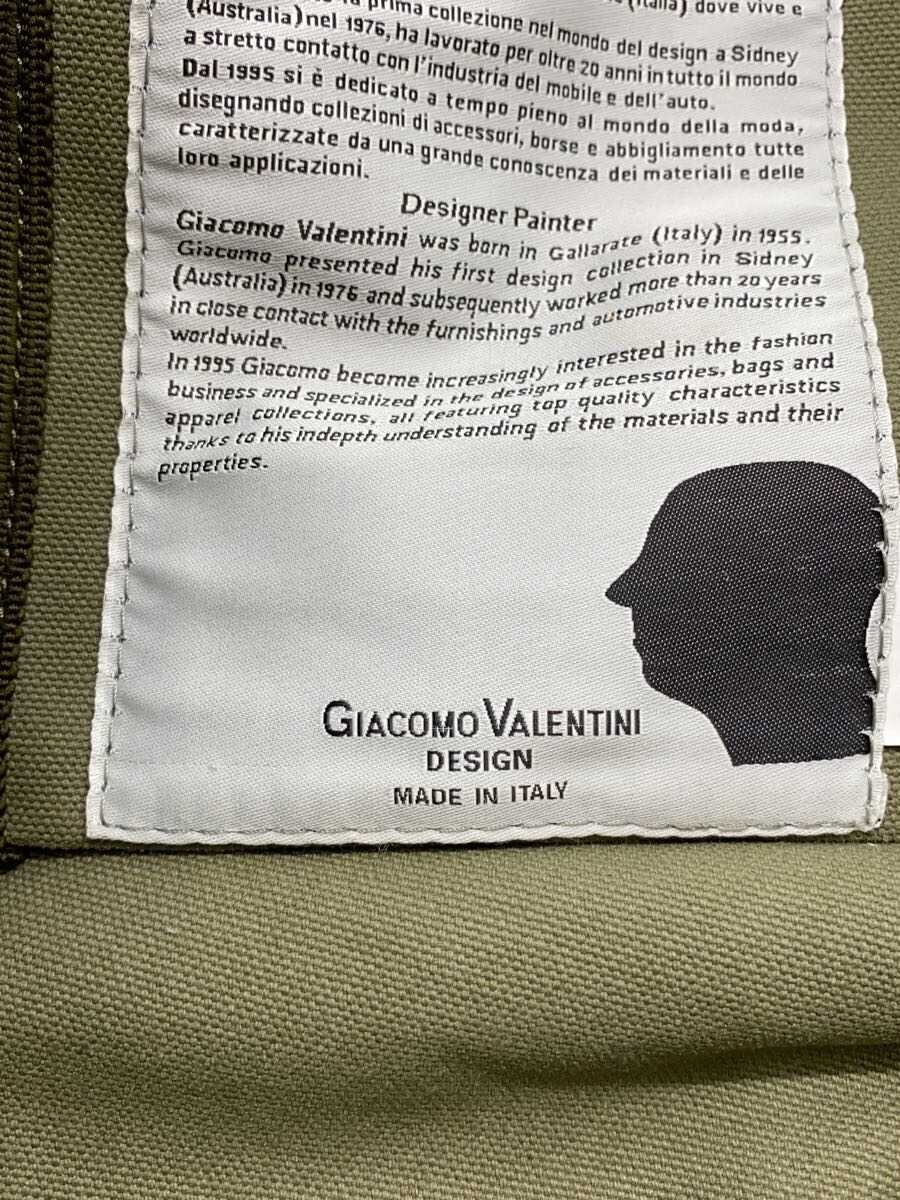 (Italia) dove vive e
prima collezione nel mondo del design a Sidney
(Australia) nel 1976, ha lavorato per oltre 20 anni in tutto il mondo
a stretto contatto con l'industria del mobile e dell'auto.
Dal 1995 si è dedicato a tempo pieno al mondo della moda,
disegnando collezioni di accessori, borse e abbigliamento tutte
caratterizzate da una grande conoscenza dei materiali e delle
loro applicazioni.
Designer Painter
Giacomo Valentini was born in Gallarate (Italy) in 1955.
Giacomo presented his first design collection in Sidney
(Australia) in 1976 and subsequently worked more than 20 years
in close contact with the furnishings and automotive industries
worldwide.
In 1995 Giacomo become increasingly interested in the fashion
business and specialized in the design of accessories, bags and
apparel collections, all featuring top quality characteristics
thanks to his indepth understanding of the materials and their
properties.
GIACOMO VALENTINI
DESIGN
MADE IN ITALY